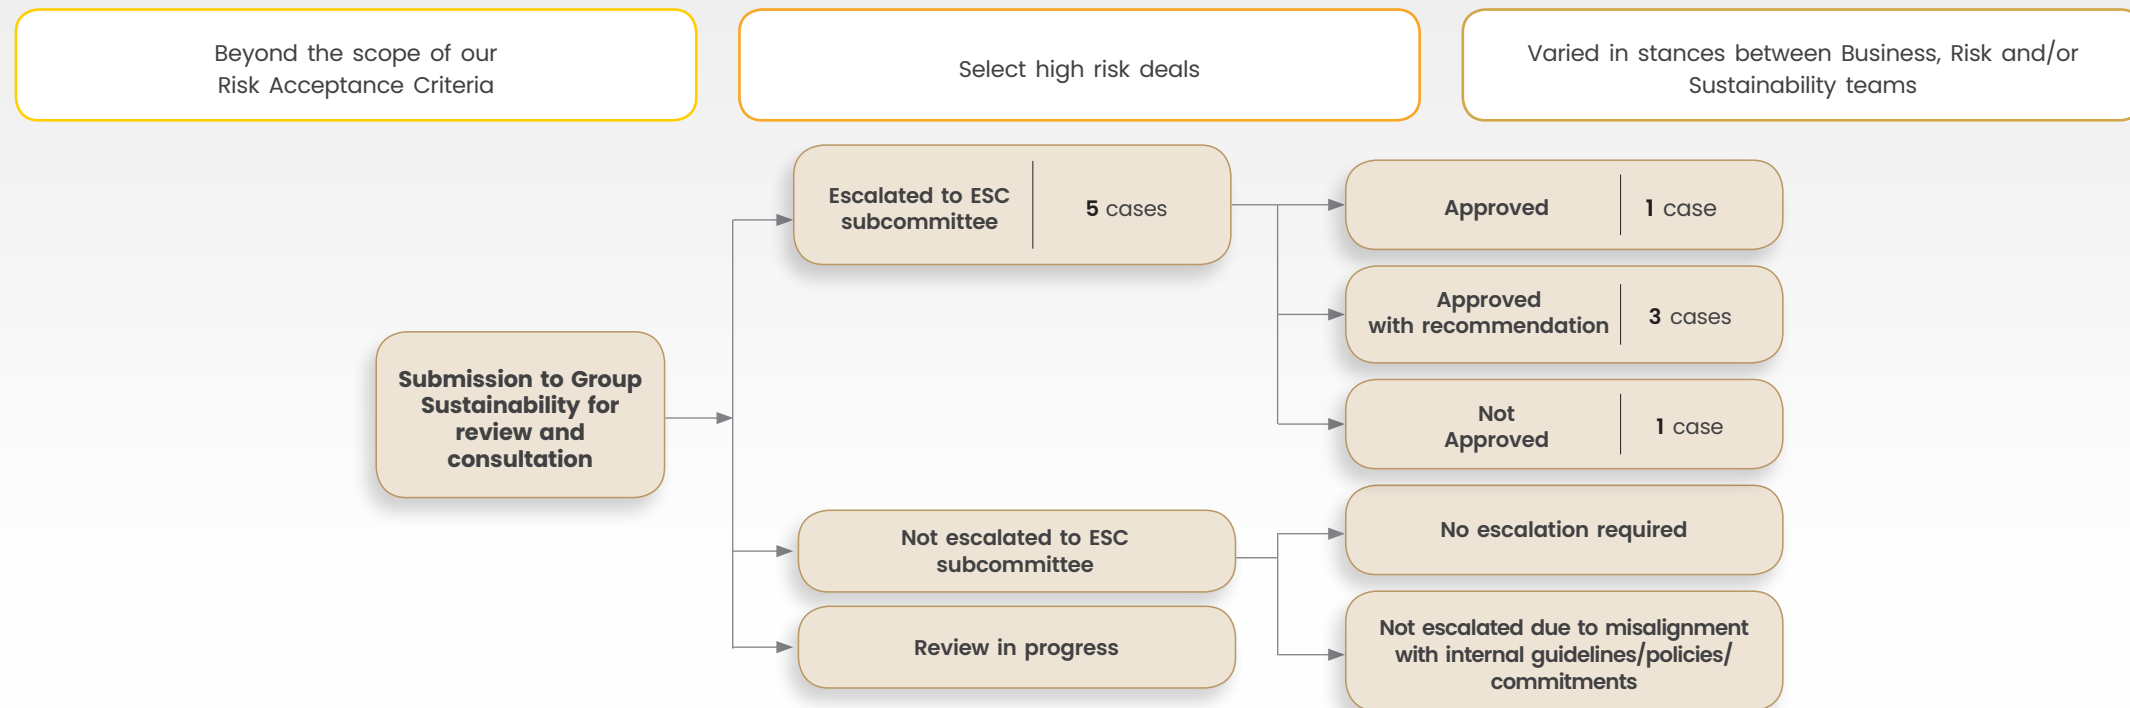 Beyond the scope of our
Risk Acceptance Criteria
Select high risk deals
Varied in stances between Business, Risk and/or
Sustainability teams
Submission to Group
Sustainability for
review and
consultation
Escalated to ESC
subcommittee
5 cases
Approved
1 case
Approved
with recommendation
3 cases
Not
Approved
1 case
Not escalated to ESC
subcommittee
No escalation required
Not escalated due to misalignment
with internal guidelines/policies/
commitments
Review in progress